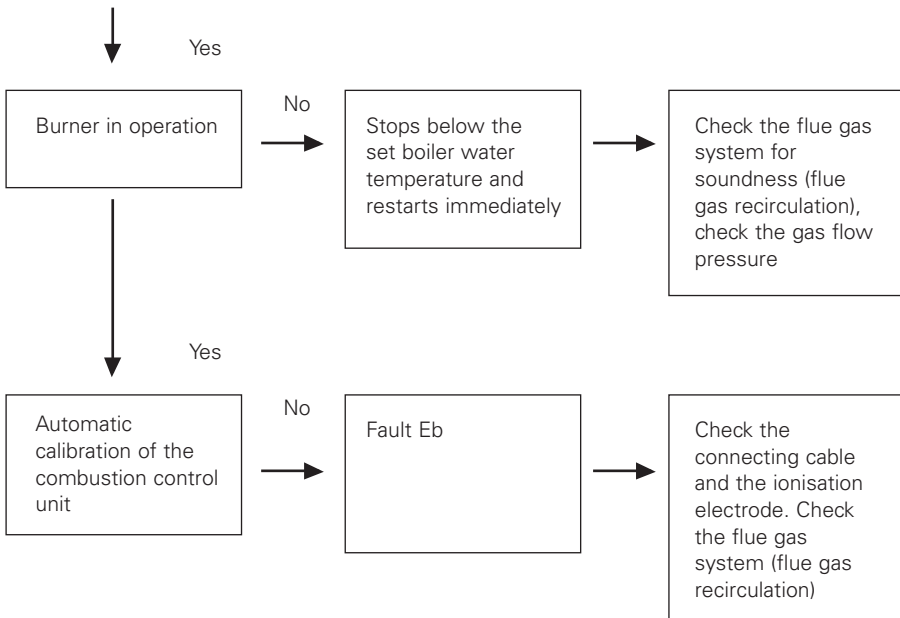 Yes
Burner in operation
No
Stops below the
set boiler water
temperature and
restarts immediately
Check the flue gas
system for
soundness (flue
gas recirculation),
check the gas flow
pressure
Yes
Automatic
calibration of the
combustion control
unit
No
Fault Eb
Check the
connecting cable
and the ionisation
electrode. Check
the flue gas
system (flue gas
recirculation)